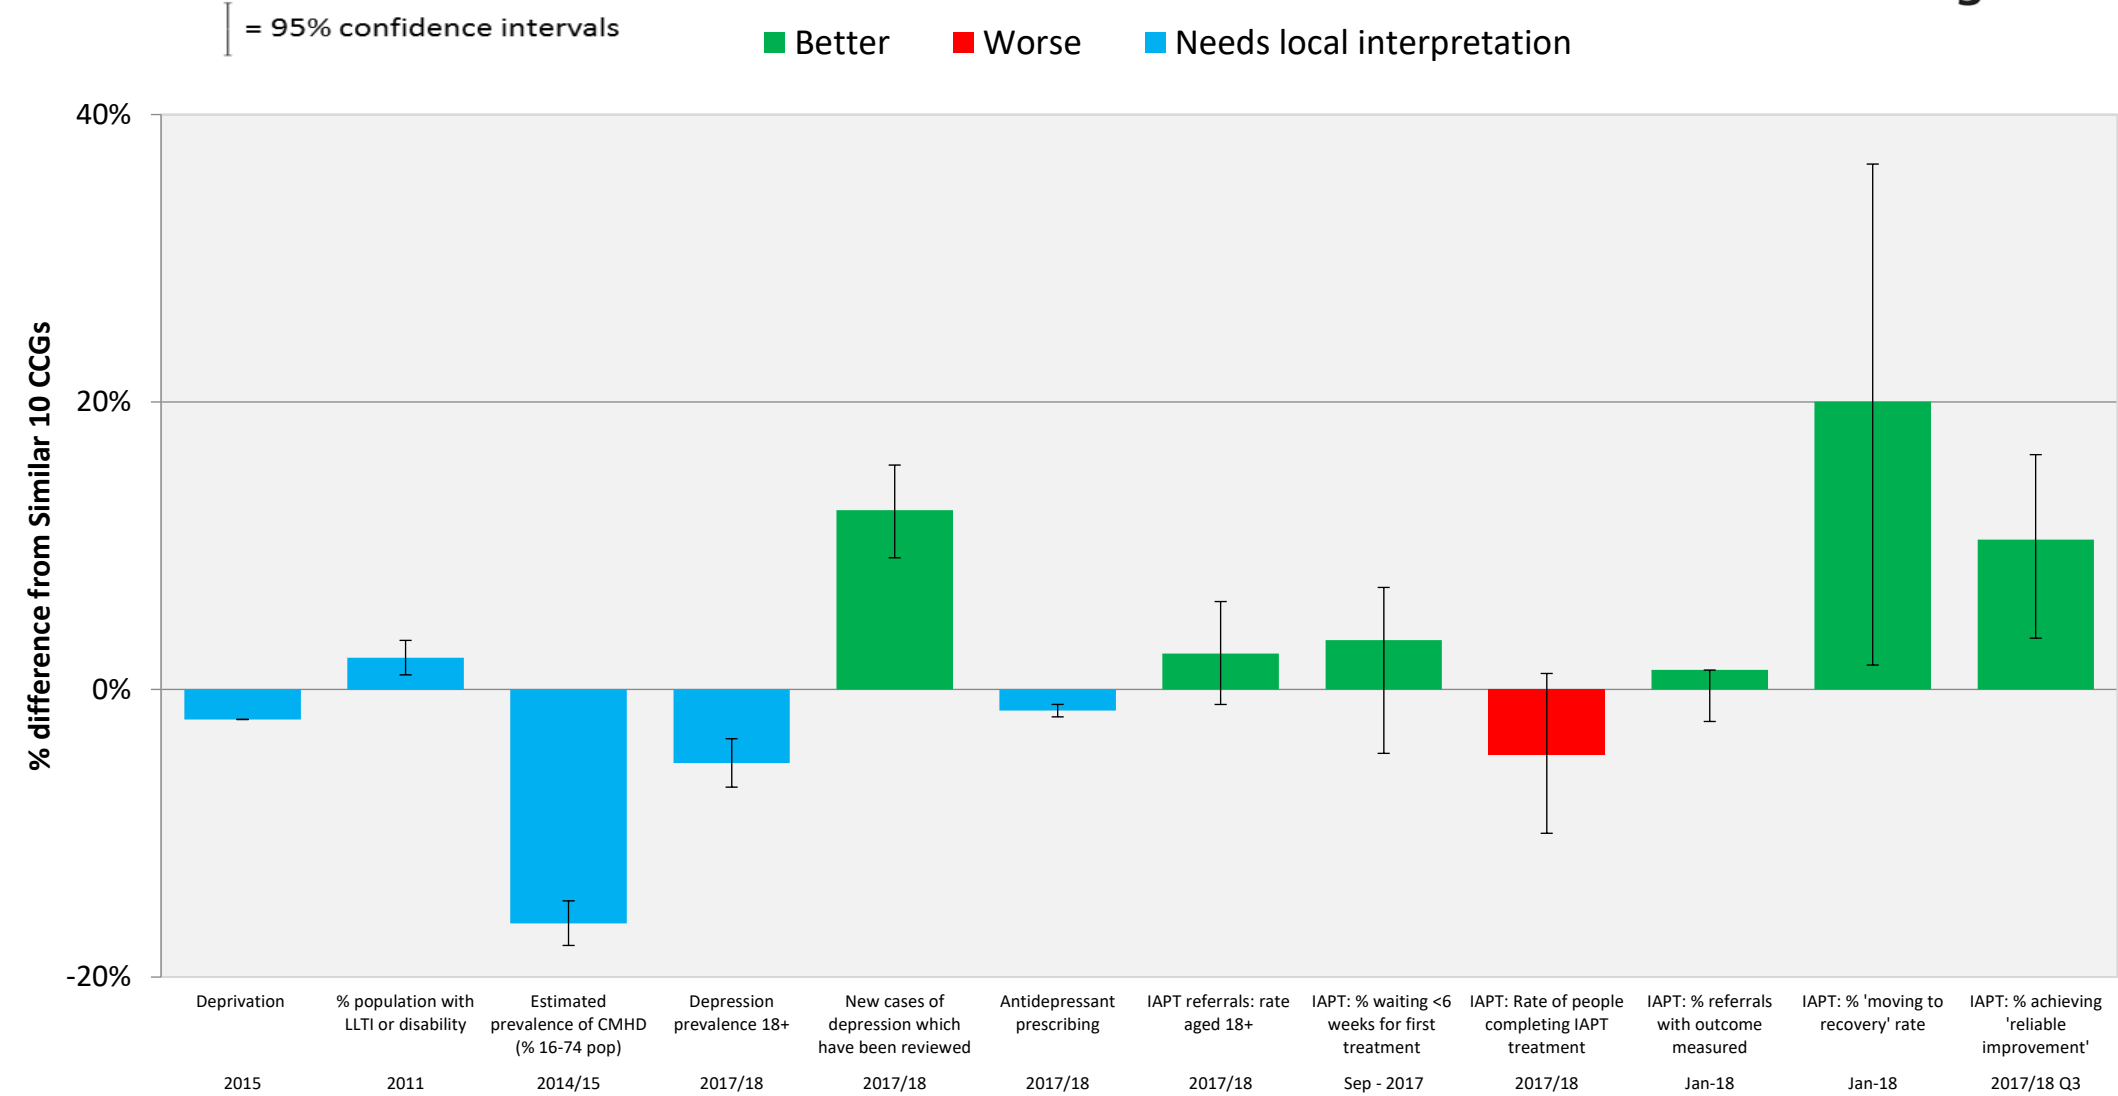 = 95% confidence intervals
Better Worse Needs local interpretation
40%
20%
0%
-20%
% difference from Similar 10 CCGs
Deprivation
2015
% population with
LLTI or disability
2011
Estimated
prevalence of CMHD
(% 16-74 pop)
2014/15
Depression
prevalence 18+
2017/18
New cases of
depression which
have been reviewed
2017/18
Antidepressant
prescribing
2017/18
IAPT referrals: rate
aged 18+
2017/18
IAPT: % waiting <6
weeks for first
treatment
Sep - 2017
IAPT: Rate of people
completing IAPT
treatment
2017/18
IAPT: % referrals
with outcome
measured
Jan-18
IAPT: % 'moving to
recovery' rate
Jan-18
IAPT: % achieving
'reliable
improvement'
2017/18 Q3